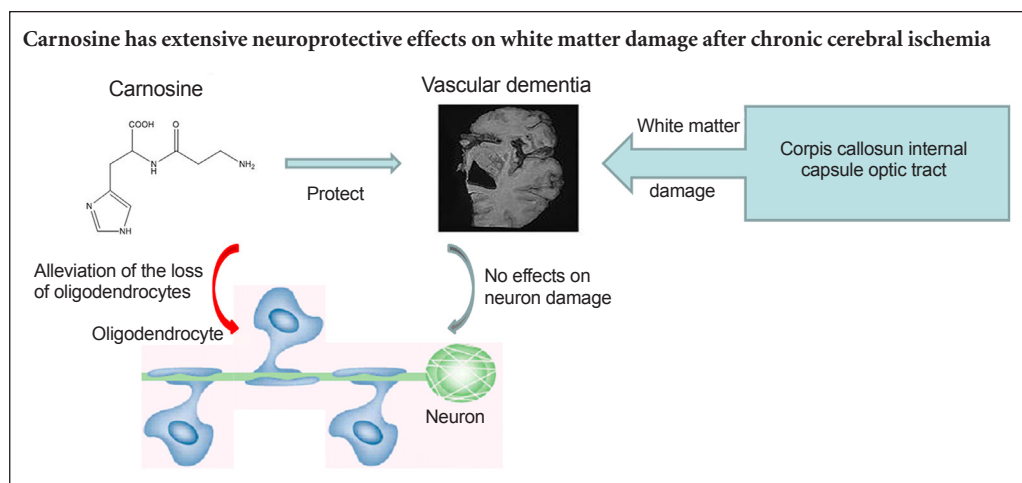 Carnosine has extensive neuroprotective effects on white matter damage after chronic cerebral ischemia
Carnosine
Vascular dementia
COOH
O
N
H
NH₂
N
NH
Protect
White matter
damage
Corpis callosun internal
capsule optic tract
Alleviation of the loss
of oligodendrocytes
No effects on
neuron damage
Oligodendrocyte
Neuron